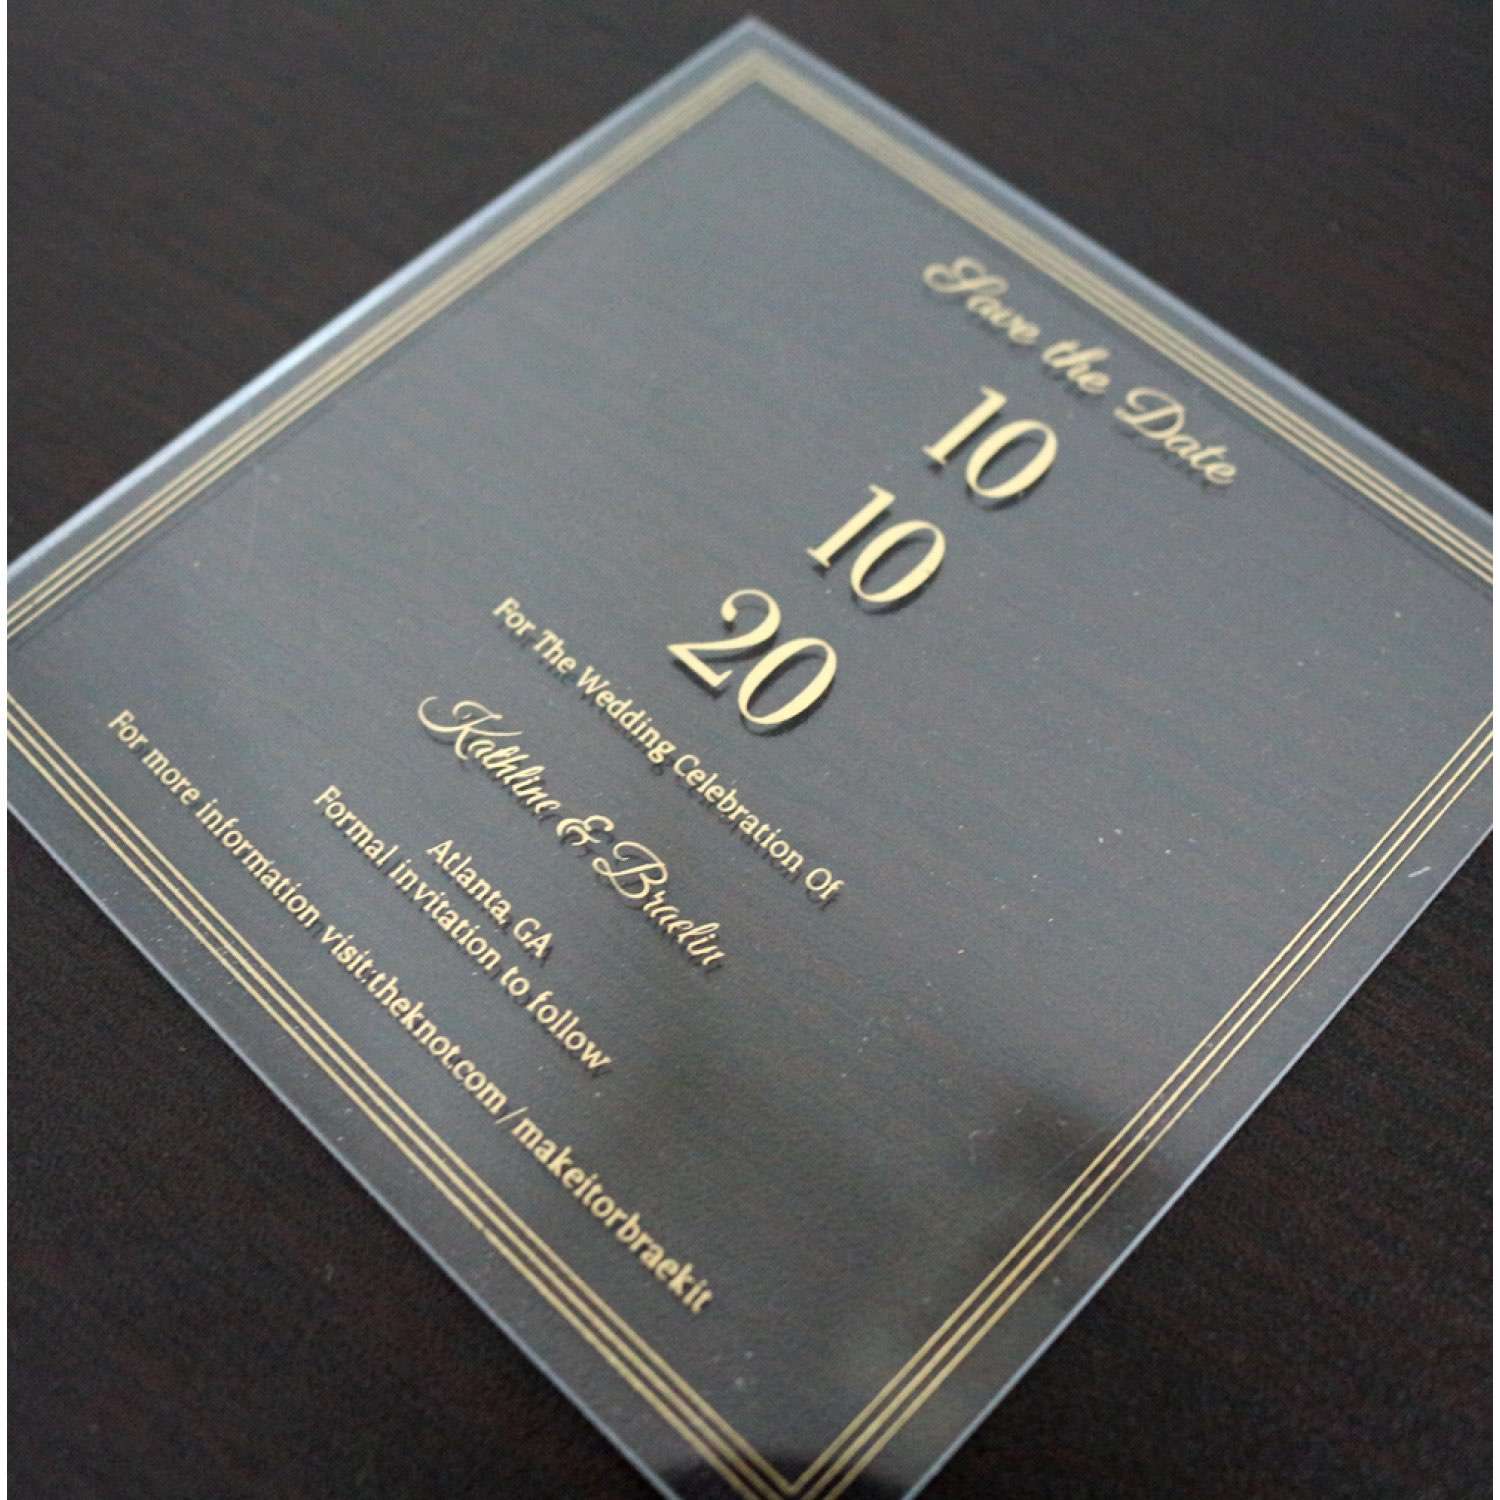 Save the Date
10
10
20
For The Wedding Celebration Of
Kathline & Braelin
Atlanta, GA
Formal invitation to follow
For more information visit:theknot.com/makeitorbraekit